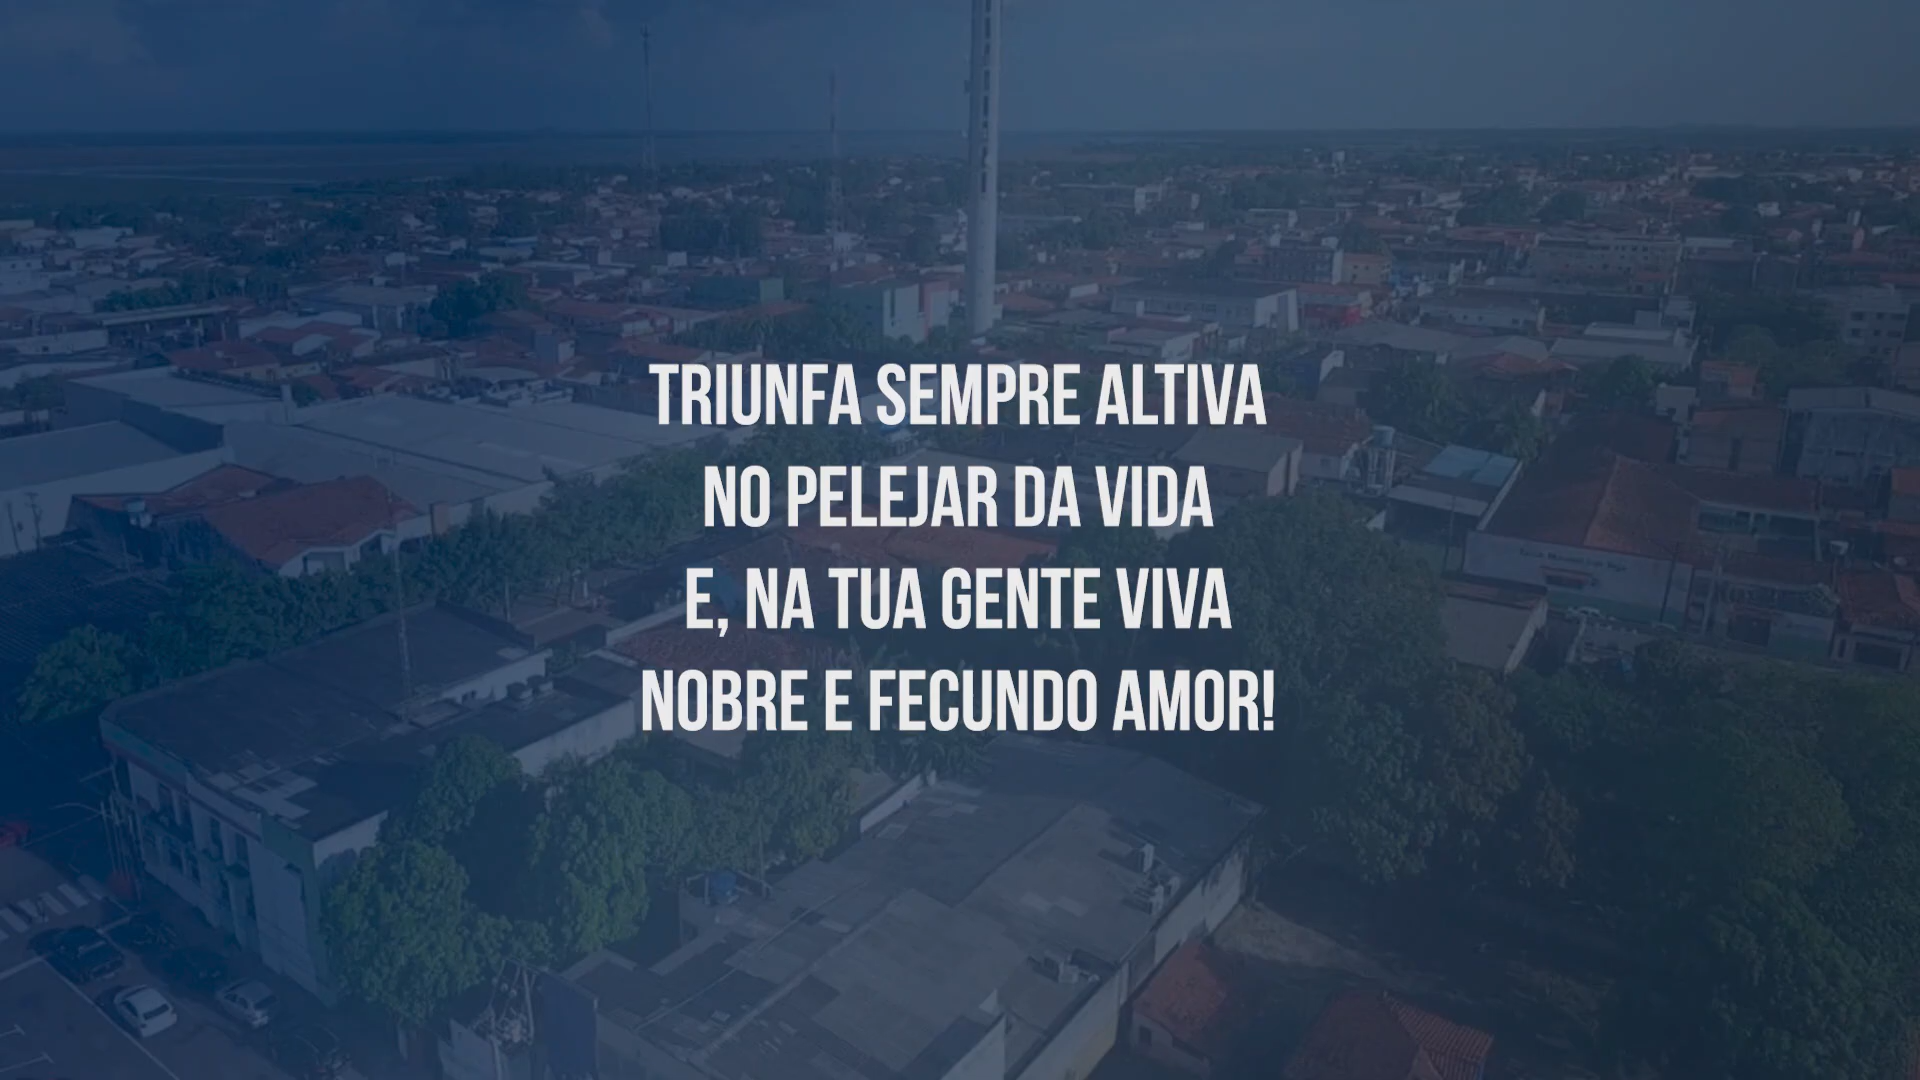 TRIUNFA SEMPRE ALTIVA
NO PELEJAR DA VIDA
E, NA TUA GENTE VIVA
NOBRE E FECUNDO AMOR!